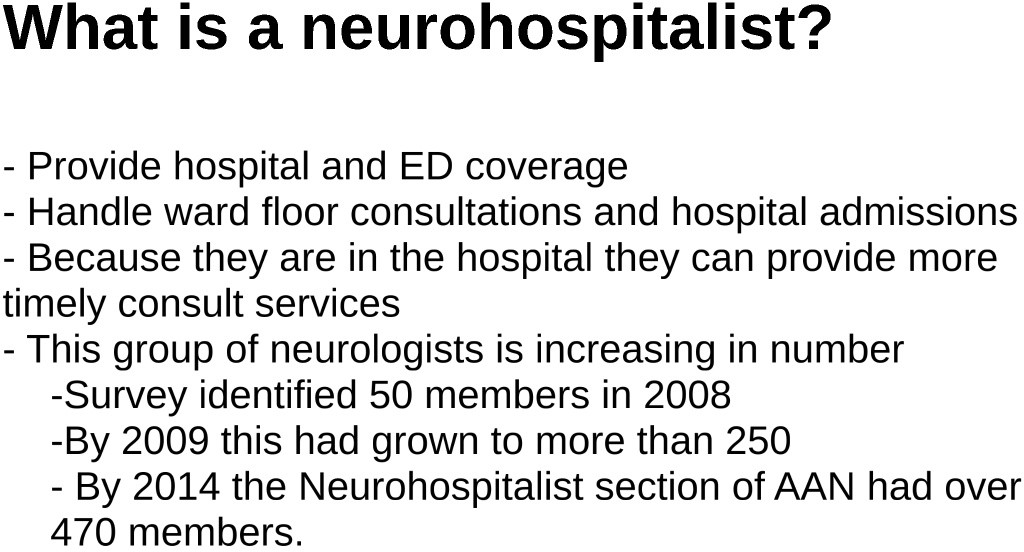 What is a neurohospitalist?
- Provide hospital and ED coverage
- Handle ward floor consultations and hospital admissions
- Because they are in the hospital they can provide more
timely consult services
- This group of neurologists is increasing in number
-Survey identified 50 members in 2008
-By 2009 this had grown to more than 250
- By 2014 the Neurohospitalist section of AAN had over
470 members.